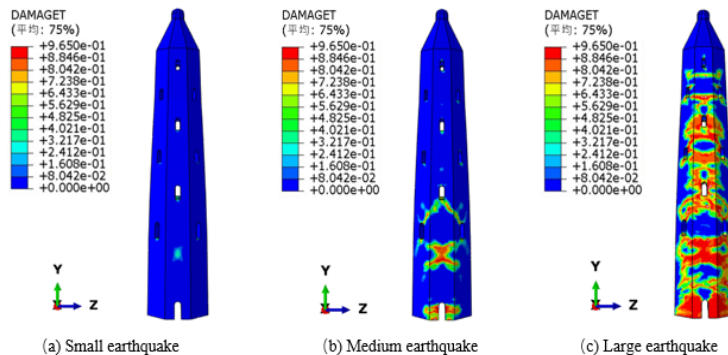 DAMAGET
(平均: 75%)
+9.650e-01
+8.846e-01
+8.042e-01
+7.238e-01
+6.433e-01
+5.629e-01
+4.825e-01
+4.021e-01
+3.217e-01
+2.412e-01
+1.608e-01
+8.042e-02
+0.000e+00
Y
Z
(a) Small earthquake
DAMAGET
(平均: 75%)
+9.650e-01
+8.846e-01
+8.042e-01
+7.238e-01
+6.433e-01
+5.629e-01
+4.825e-01
+4.021e-01
+3.217e-01
+2.412e-01
+1.608e-01
+8.042e-02
+0.000e+00
Y
Z
(b) Medium earthquake
DAMAGET
(平均: 75%)
+9.650e-01
+8.846e-01
+8.042e-01
+7.238e-01
+6.433e-01
+5.629e-01
+4.825e-01
+4.021e-01
+3.217e-01
+2.412e-01
+1.608e-01
+8.042e-02
+0.000e+00
Y
Z
(c) Large earthquake